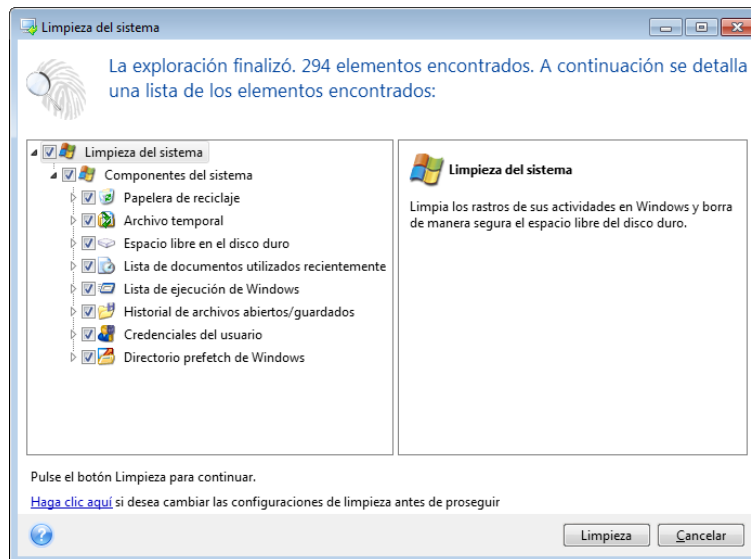 Limpieza del sistema
La exploración finalizó. 294 elementos encontrados. A continuación se detalla
una lista de los elementos encontrados:
Limpieza del sistema
Componentes del sistema
Papelera de reciclaje
Archivo temporal
Espacio libre en el disco duro
Lista de documentos utilizados recientemente
Lista de ejecución de Windows
Historial de archivos abiertos/guardados
Credenciales del usuario
Directorio prefetch de Windows
Limpieza del sistema
Limpia los rastros de sus actividades en Windows y borra
de manera segura el espacio libre del disco duro.
Pulse el botón Limpieza para continuar.
Haga clic aquí si desea cambiar las configuraciones de limpieza antes de proseguir
Limpieza
Cancelar